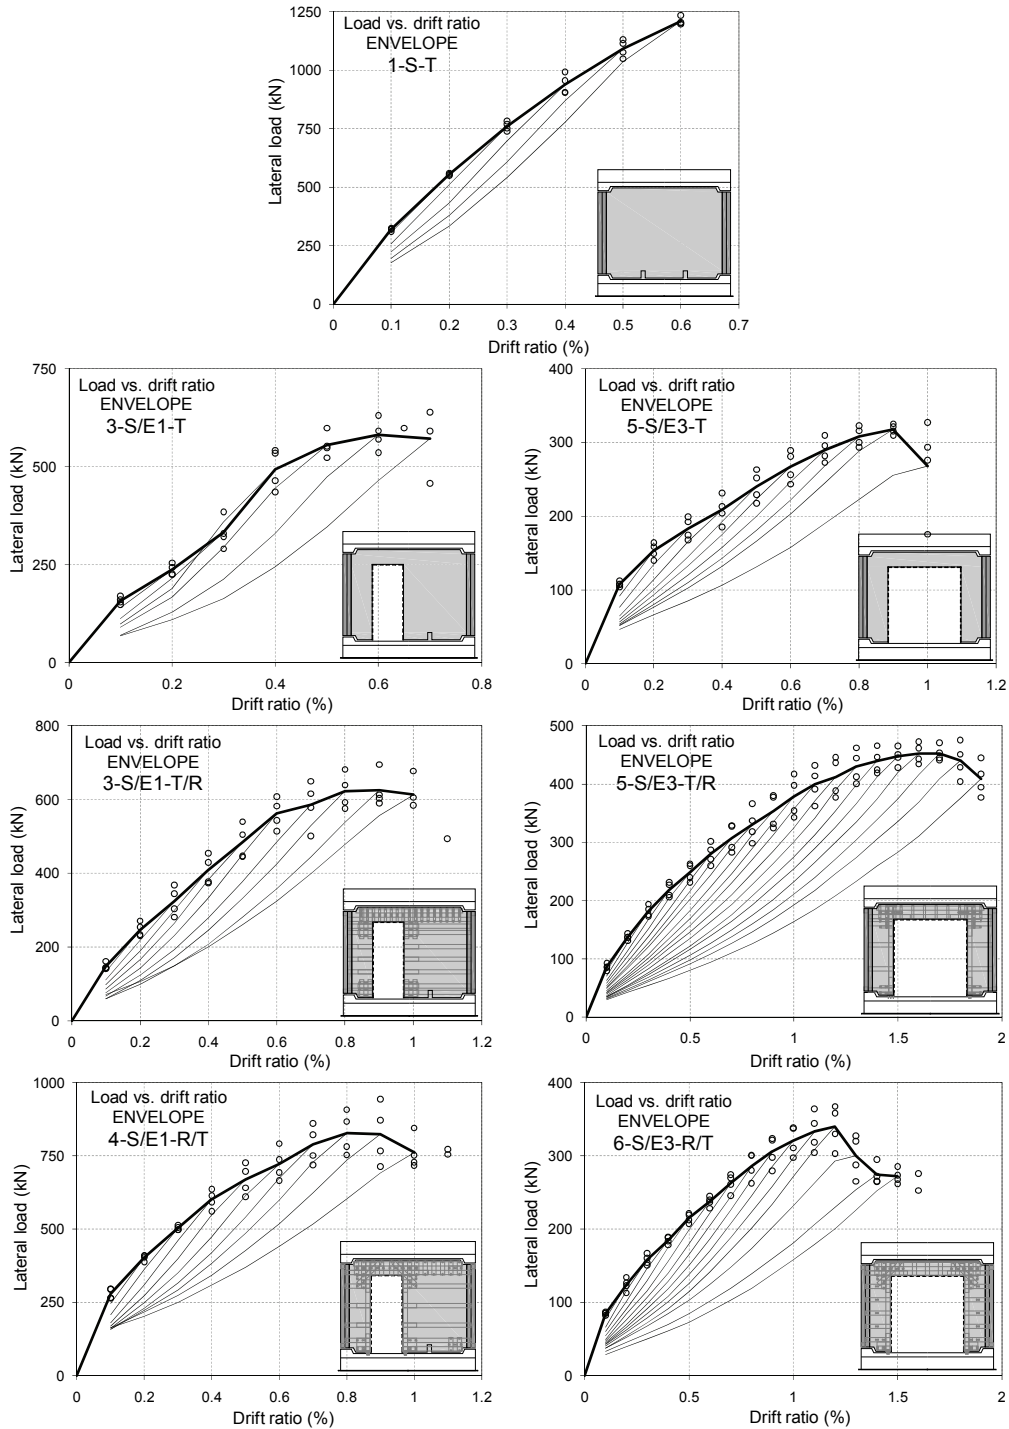 Load vs. drift ratio
ENVELOPE
1-S-T
Lateral load (kN)
1250
1000
750
500
250
0
0 0.1 0.2 0.3 0.4 0.5 0.6 0.7
Drift ratio (%)
Load vs. drift ratio
ENVELOPE
3-S/E1-T
Lateral load (kN)
750
500
250
0
0 0.2 0.4 0.6 0.8
Drift ratio (%)
Load vs. drift ratio
ENVELOPE
5-S/E3-T
Lateral load (kN)
400
300
200
100
0
0 0.2 0.4 0.6 0.8 1 1.2
Drift ratio (%)
Load vs. drift ratio
ENVELOPE
3-S/E1-T/R
Lateral load (kN)
800
600
400
200
0
0 0.2 0.4 0.6 0.8 1 1.2
Drift ratio (%)
Load vs. drift ratio
ENVELOPE
5-S/E3-T/R
Lateral load (kN)
500
400
300
200
100
0
0 0.5 1 1.5 2
Drift ratio (%)
Load vs. drift ratio
ENVELOPE
4-S/E1-R/T
Lateral load (kN)
1000
750
500
250
0
0 0.2 0.4 0.6 0.8 1 1.2
Drift ratio (%)
Load vs. drift ratio
ENVELOPE
6-S/E3-R/T
Lateral load (kN)
400
300
200
100
0
0 0.5 1 1.5 2
Drift ratio (%)